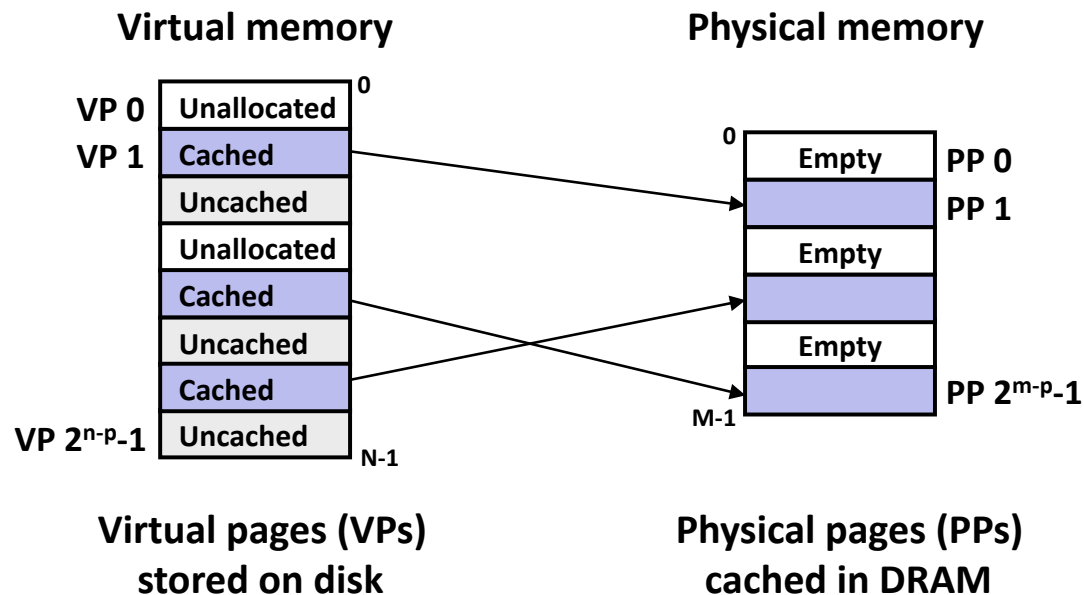 Virtual memory
Physical memory
0
VP 0
Unallocated
VP 1
Cached
Uncached
Unallocated
Cached
Uncached
Cached
VP 2ⁿ⁻ᵖ-1
Uncached
N-1
0
Empty
PP 0
PP 1
Empty
Empty
PP 2ᵐ⁻ᵖ-1
M-1
Virtual pages (VPs)
stored on disk
Physical pages (PPs)
cached in DRAM